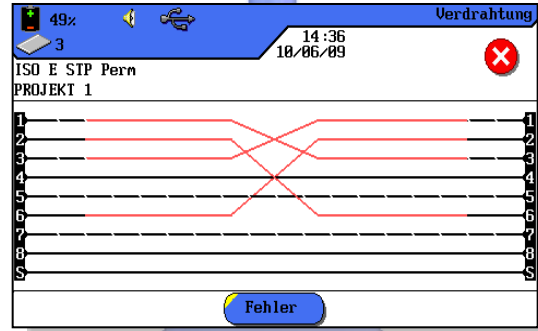 49%
Verdrahtung
3
14:36
10/06/09
ISO E STP Perm
PROJEKT 1
1 1
2 2
3 3
4 4
5 5
6 6
7 7
8 8
S S
Fehler